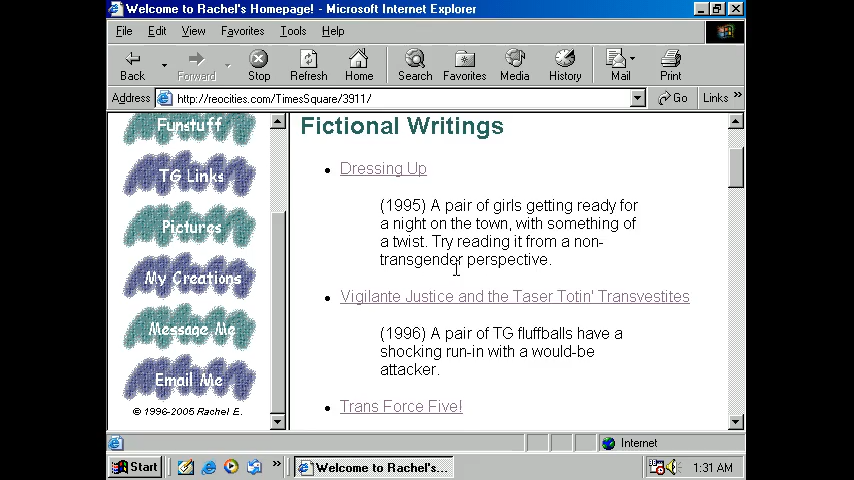 Welcome to Rachel's Homepage! - Microsoft Internet Explorer
File Edit View Favorites Tools Help
Back Forward Stop Refresh Home Search Favorites Media History Mail Print
Address http://reocities.com/TimesSquare/3911/ Go Links »
Funstuff
TG Links
Pictures
My Creations
Message Me
Email Me
© 1996-2005 Rachel E.
Fictional Writings
• Dressing Up
(1995) A pair of girls getting ready for
a night on the town, with something of
a twist. Try reading it from a non-
transgender perspective.
• Vigilante Justice and the Taser Totin' Transvestites
(1996) A pair of TG fluffballs have a
shocking run-in with a would-be
attacker.
• Trans Force Five!
Internet
Start » Welcome to Rachel's... 1:31 AM